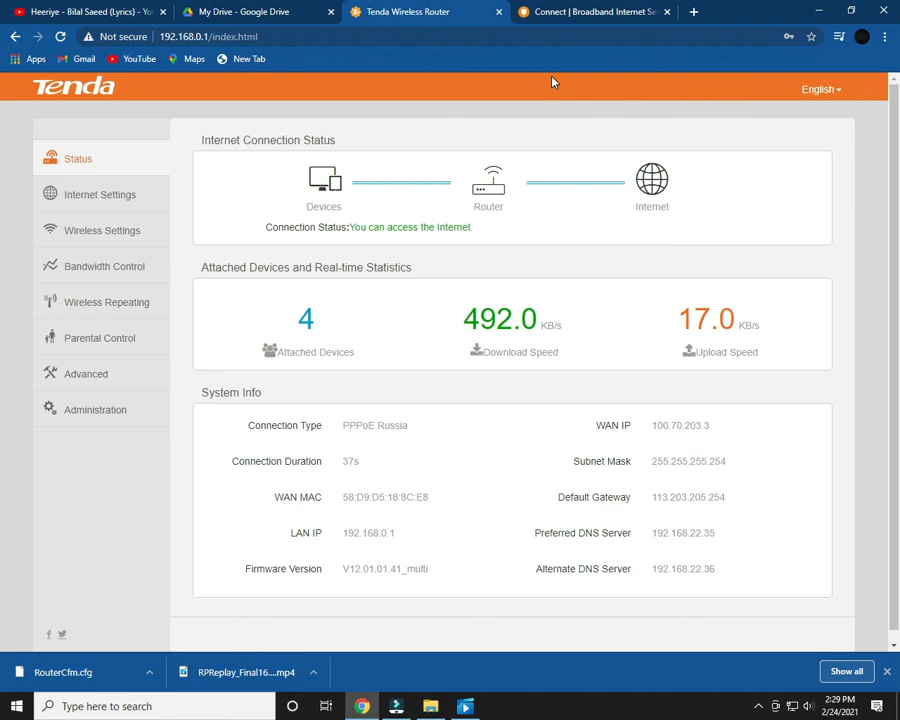 Heeriye - Bilal Saeed (Lyrics) - Yo
My Drive - Google Drive
Tenda Wireless Router
Connect | Broadband Internet Se
Not secure
192.168.0.1/index.html
Apps
Gmail
YouTube
Maps
New Tab
Tenda
English
Status
Internet Settings
Wireless Settings
Bandwidth Control
Wireless Repeating
Parental Control
Advanced
Administration
Internet Connection Status
Devices
Router
Internet
Connection Status:You can access the Internet.
Attached Devices and Real-time Statistics
4
492.0 KB/s
17.0 KB/s
Attached Devices
Download Speed
Upload Speed
System Info
Connection Type PPPoE Russia
WAN IP 100.70.203.3
Connection Duration 37s
Subnet Mask 255.255.255.254
WAN MAC 58:D9:D5:18:8C:E8
Default Gateway 113.203.205.254
LAN IP 192.168.0.1
Preferred DNS Server 192.168.22.35
Firmware Version V12.01.01.41_multi
Alternate DNS Server 192.168.22.36
RouterCfm.cfg
RPReplay_Final16....mp4
Show all
Type here to search
2:29 PM
2/24/2021